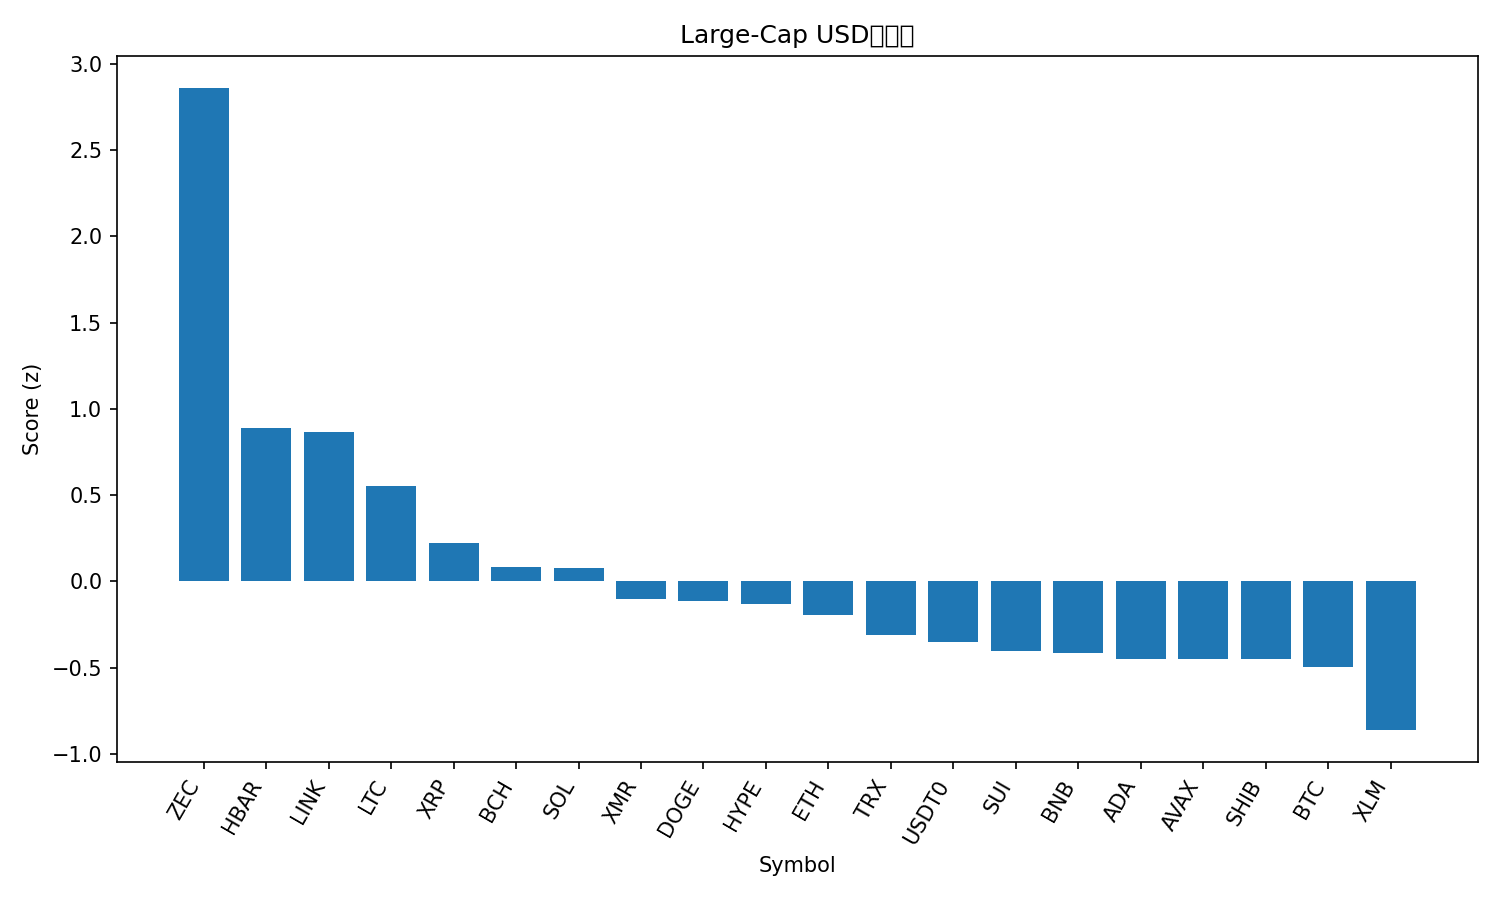 Large-Cap USD
Score (z)
3.0
2.5
2.0
1.5
1.0
0.5
0.0
−0.5
−1.0
ZEC
HBAR
LINK
LTC
XRP
BCH
SOL
XMR
DOGE
HYPE
ETH
TRX
USDT0
SUI
BNB
ADA
AVAX
SHIB
BTC
XLM
Symbol